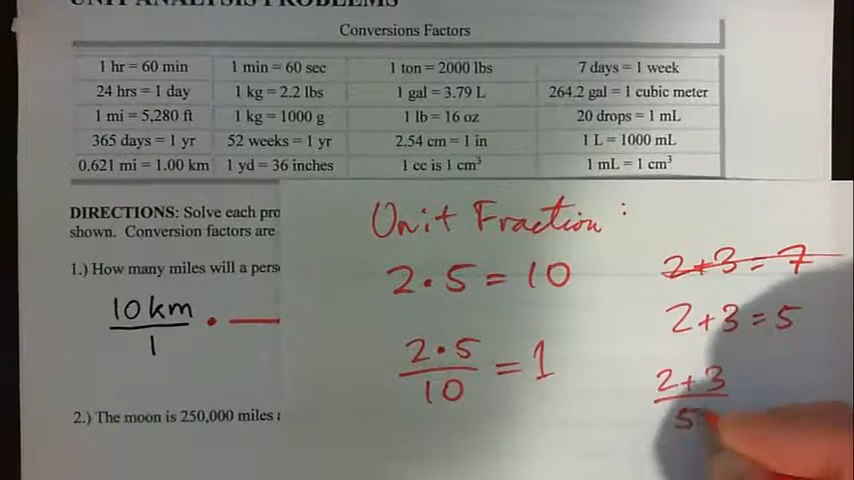 UNIT ANALYSIS PROBLEMS
Conversions Factors
1 hr = 60 min 1 min = 60 sec 1 ton = 2000 lbs 7 days = 1 week
24 hrs = 1 day 1 kg = 2.2 lbs 1 gal = 3.79 L 264.2 gal = 1 cubic meter
1 mi = 5,280 ft 1 kg = 1000 g 1 lb = 16 oz 20 drops = 1 mL
365 days = 1 yr 52 weeks = 1 yr 2.54 cm = 1 in 1 L = 1000 mL
0.621 mi = 1.00 km 1 yd = 36 inches 1 cc is 1 cm³ 1 mL = 1 cm³
DIRECTIONS: Solve each pro
shown. Conversion factors are
1.) How many miles will a pers
10 km
1
•
2.) The moon is 250,000 miles
Unit Fraction :
2 • 5 = 10
2 • 5
10
= 1
2+3 = 7
2+3 = 5
2+3
5